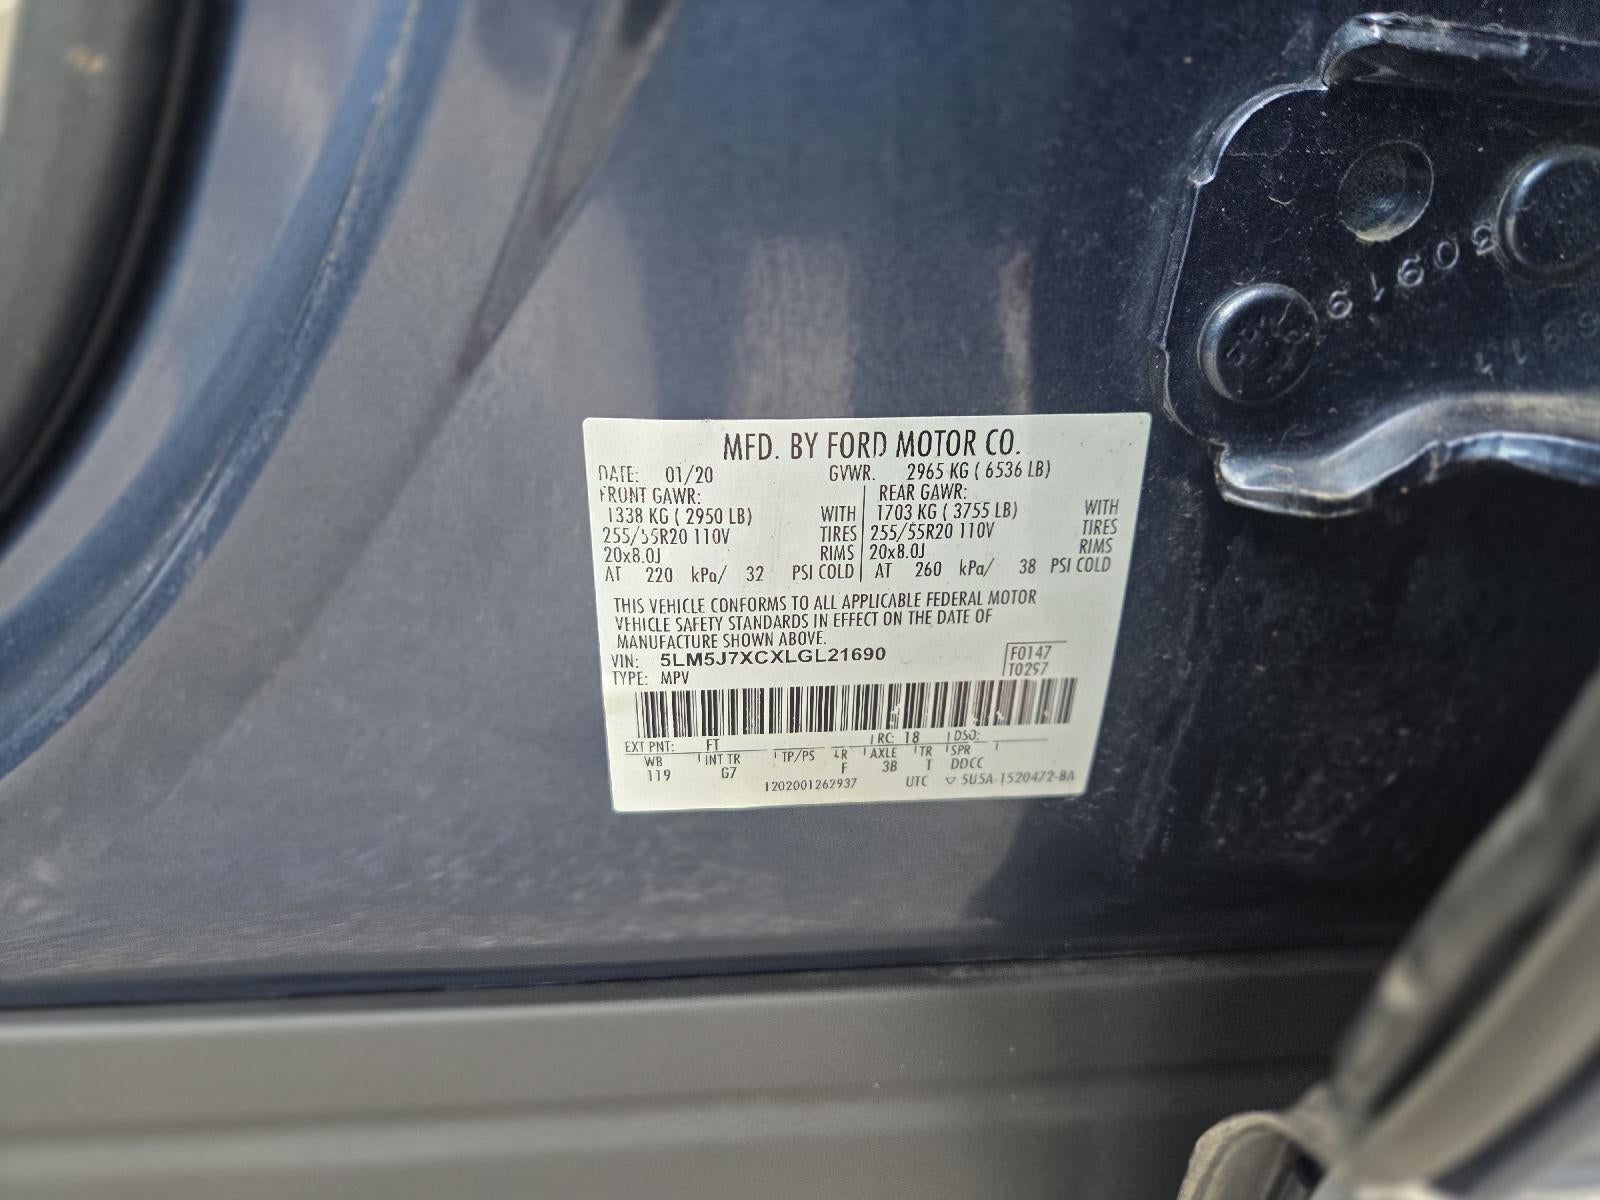 MFD. BY FORD MOTOR CO.
DATE: 01/20 GVWR. 2965 KG ( 6536 LB)
FRONT GAWR: REAR GAWR:
1338 KG ( 2950 LB) WITH 1703 KG ( 3755 LB) WITH
255/55R20 110V TIRES 255/55R20 110V TIRES
20x8.0J RIMS 20x8.0J RIMS
AT 220 kPa/ 32 PSI COLD AT 260 kPa/ 38 PSI COLD
THIS VEHICLE CONFORMS TO ALL APPLICABLE FEDERAL MOTOR
VEHICLE SAFETY STANDARDS IN EFFECT ON THE DATE OF
MANUFACTURE SHOWN ABOVE.
VIN: 5LM5J7XCXLGL21690 F0147
TYPE: MPV T0257
EXT PNT: FT RC: 18 DSO:
WB INT TR TP/PS R AXLE TR SPR
119 G7 F 3B T DDCC
1202001262937 UTC ▽ 5U5A-1520472-BA
30919